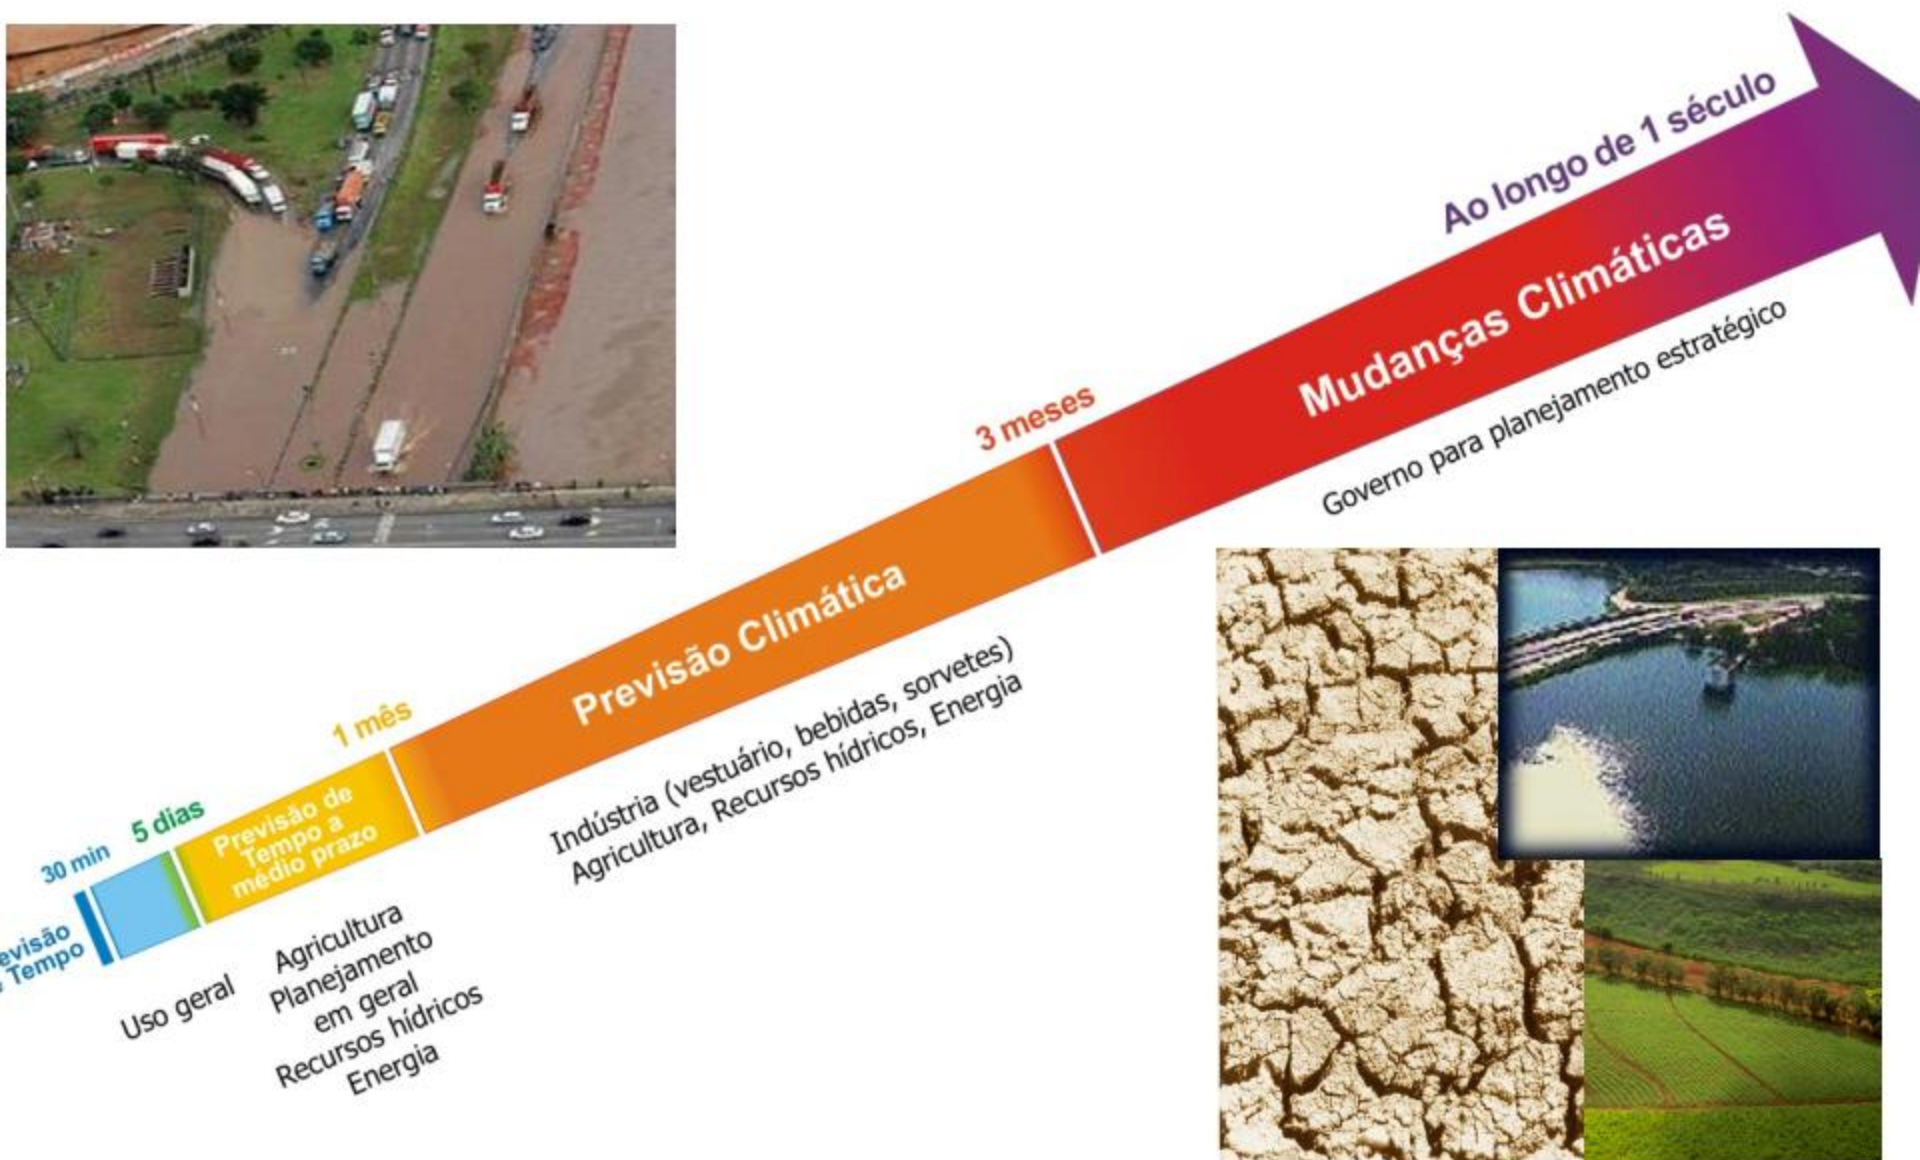 Ao longo de 1 século
Mudanças Climáticas
Governo para planejamento estratégico
3 meses
Previsão Climática
Indústria (vestuário, bebidas, sorvetes)
Agricultura, Recursos hídricos, Energia
1 mês
Previsão de
Tempo a
médio prazo
Agricultura
Planejamento
em geral
Recursos hídricos
Energia
5 dias
Uso geral
30 min
evisão
Tempo